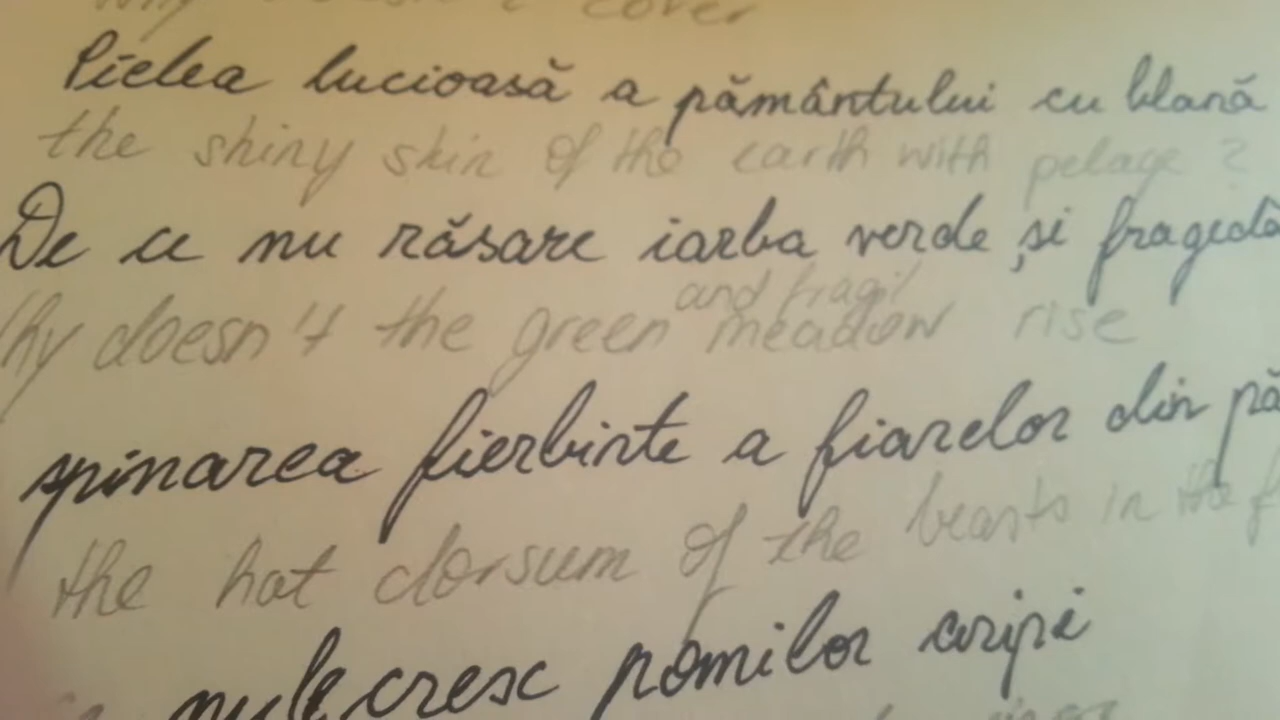 doesn't cover
Pielea lucioasă a pământului cu blană
the shiny skin of the earth with pelage ?
De ce nu răsare iarba verde și fragedă
and fragil
doesn't the green meadow rise
spinarea fierbinte a fiarelor din
the hot dorsum of the beasts in the
nu le cresc pomilor aripi